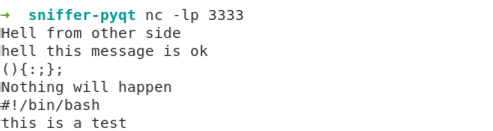 → sniffer-pyqt nc -lp 3333
Hell from other side
hell this message is ok
(){:;};
Nothing will happen
#!/bin/bash
this is a test